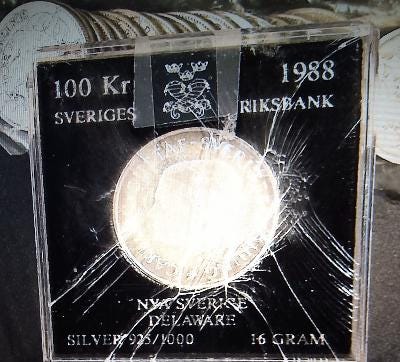 100 Kr 1988
SVERIGES RIKSBANK
NYA SVERIGE
DELAWARE
SILVER 925/1000 16 GRAM